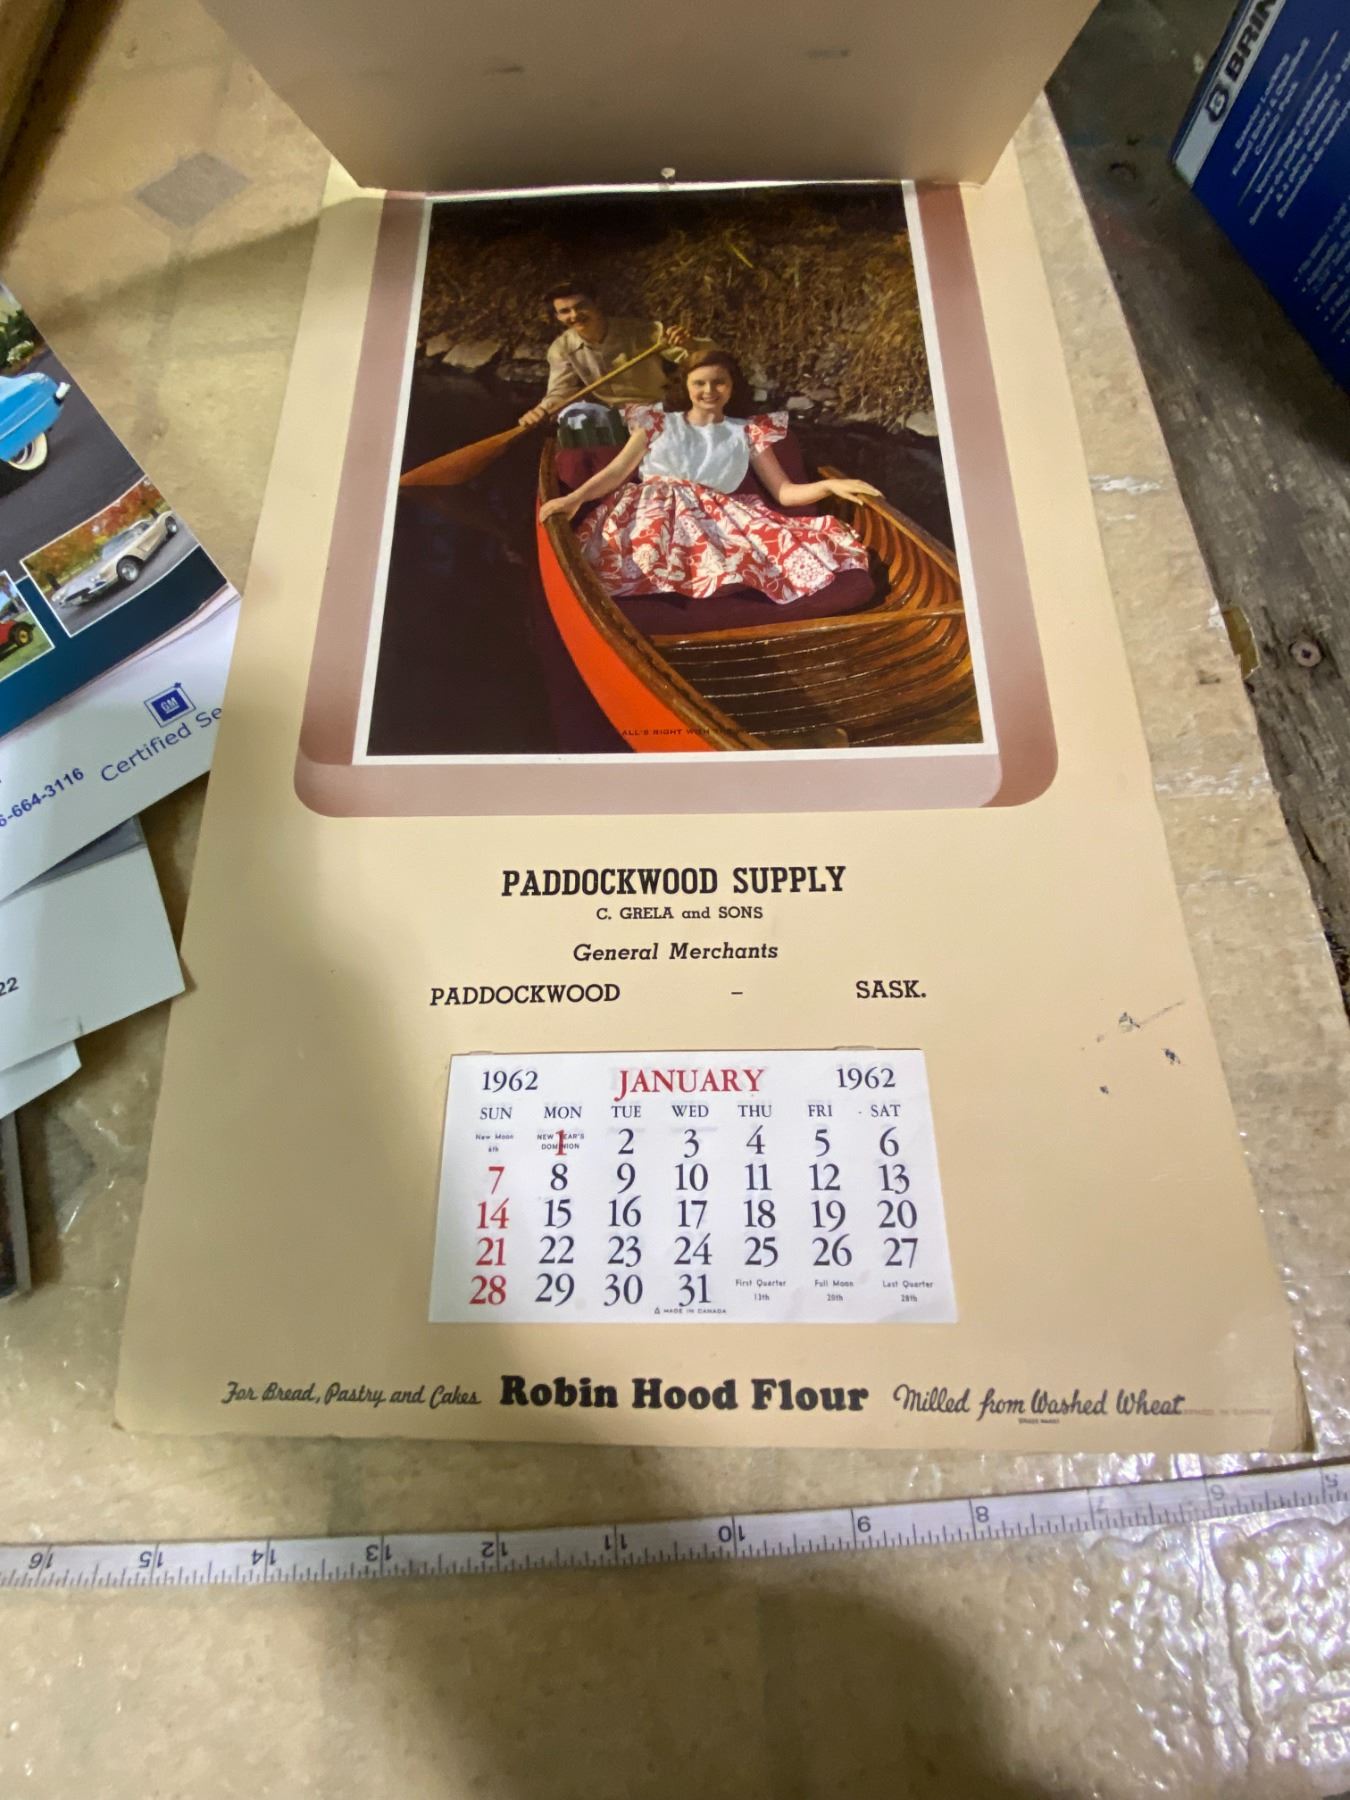 BRIN
GM
Certified Se
6-664-3116
22
ALL'S RIGHT WITH
PADDOCKWOOD SUPPLY
C. GRELA and SONS
General Merchants
PADDOCKWOOD - SASK.
1962 JANUARY 1962
SUN MON TUE WED THU FRI SAT
New Moon 6th NEW YEAR'S DOMINION 1 2 3 4 5 6
7 8 9 10 11 12 13
14 15 16 17 18 19 20
21 22 23 24 25 26 27
28 29 30 31 First Quarter 13th Full Moon 20th Last Quarter 28th
MADE IN CANADA
For Bread, Pastry and Cakes Robin Hood Flour Milled from Washed Wheat
16 15 14 13 12 11 10 9 8 7 6 5